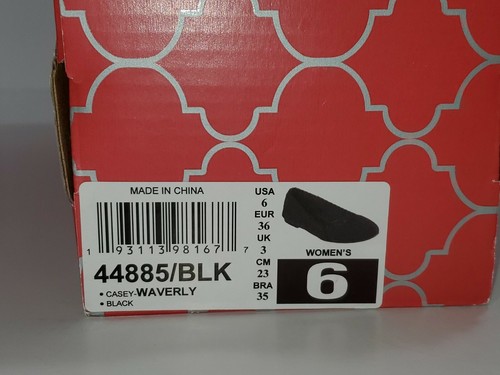 MADE IN CHINA
1 93113 98167 7
44885/BLK
• CASEY-WAVERLY
• BLACK
USA
6
EUR
36
UK
3
CM
23
BRA
35
WOMEN'S
6